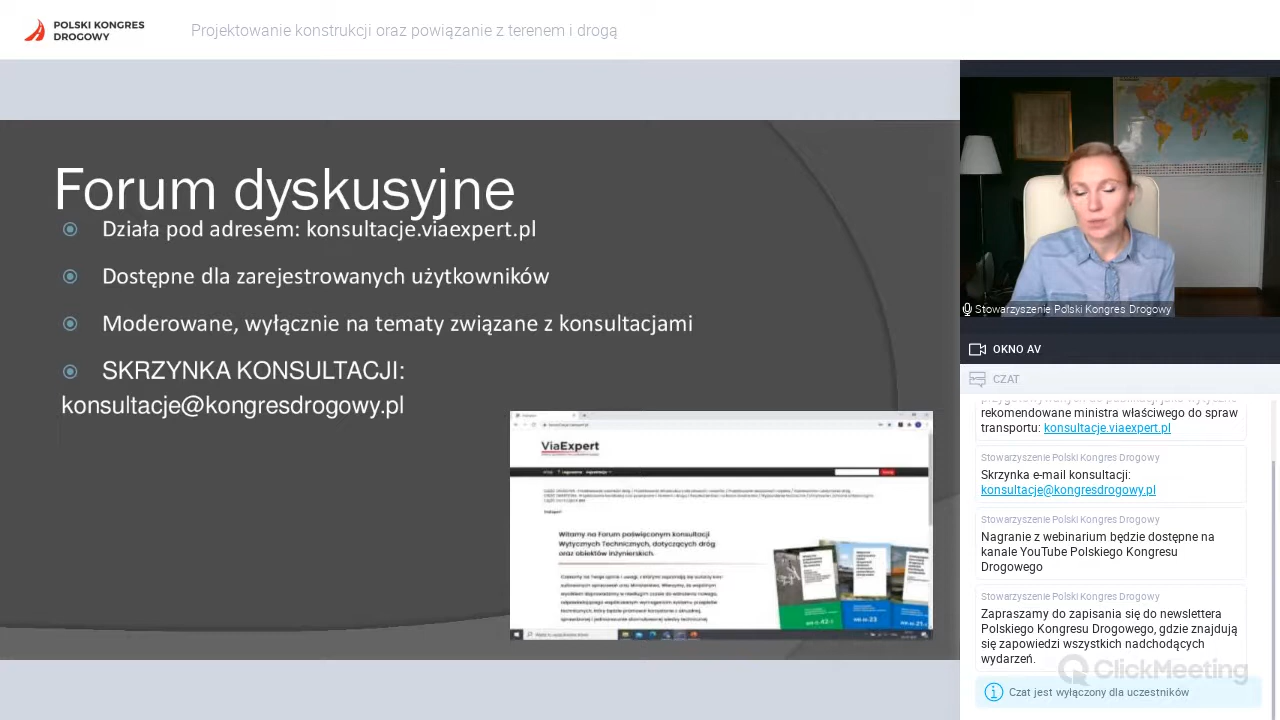 POLSKI KONGRES
DROGOWY
Projektowanie konstrukcji oraz powiązanie z terenem i drogą
Forum dyskusyjne
Działa pod adresem: konsultacje.viaexpert.pl
Dostępne dla zarejestrowanych użytkowników
Moderowane, wyłącznie na tematy związane z konsultacjami
SKRZYNKA KONSULTACJI:
konsultacje@kongresdrogowy.pl
ViaExpert
Witamy na Forum poświęconym konsultacji
Wytycznych Technicznych, dotyczących dróg
oraz obiektów inżynierskich.
Stowarzyszenie Polski Kongres Drogowy
OKNO AV
CZAT
rekomendowane ministra właściwego do spraw
transportu: konsultacje.viaexpert.pl
Stowarzyszenie Polski Kongres Drogowy
Skrzynka e-mail konsultacji:
konsultacje@kongresdrogowy.pl
Stowarzyszenie Polski Kongres Drogowy
Nagranie webinarium będzie dostępne na
kanale Youtube Polskiego Kongresu
Drogowego
Stowarzyszenie Polski Kongres Drogowy
Zapraszamy do zapisów do newslettera
Polskiego Kongresu Drogowego, gdzie znajdują
się zapowiedzi wszystkich nadchodzących
wydarzeń.
ClickMeeting
Czat jest wyłączony dla uczestników